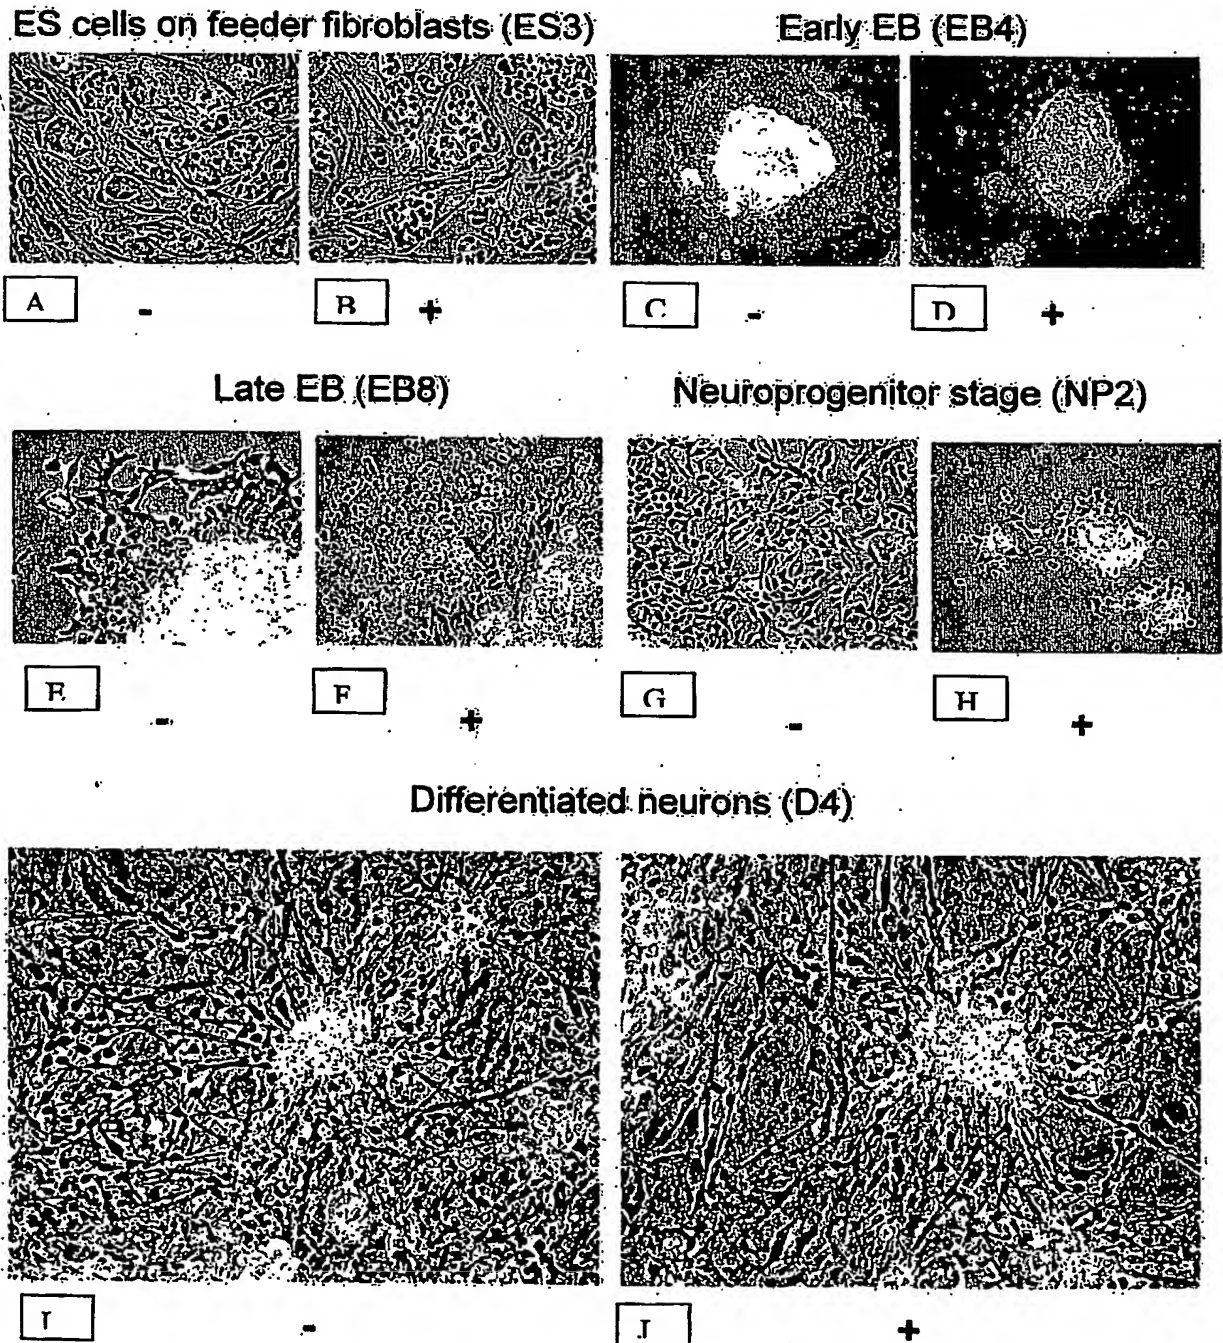 ES cells on feeder fibroblasts (ES3) Early EB (EB4)
A - B + C - D +
Late EB (EB8) Neuroprogenitor stage (NP2)
E - F + G - H +
Differentiated neurons (D4)
I - J +